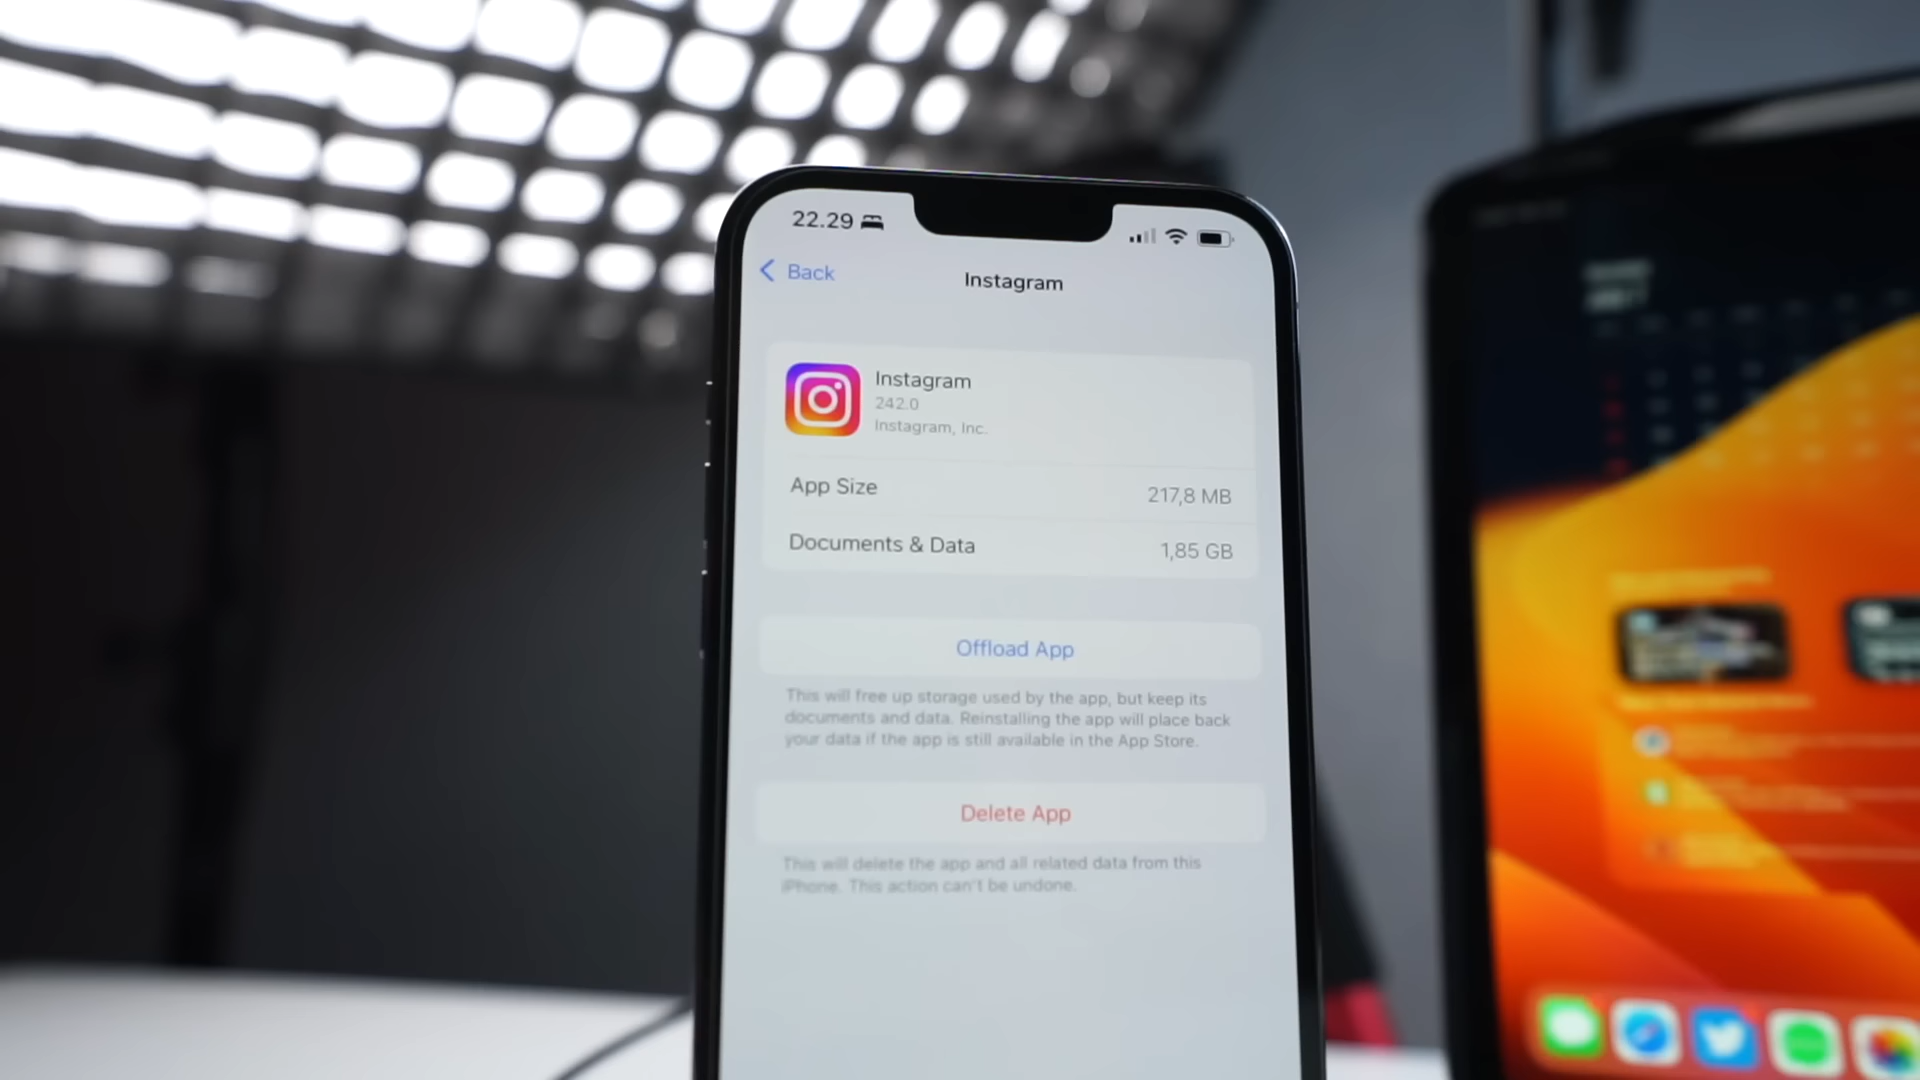 22.29
Back
Instagram
Instagram
242.0
Instagram, Inc.
App Size 217,8 MB
Documents & Data 1,85 GB
Offload App
This will free up storage used by the app, but keep its
documents and data. Reinstalling the app will place back
your data if the app is still available in the App Store.
Delete App
This will delete the app and all related data from this
iPhone. This action can't be undone.